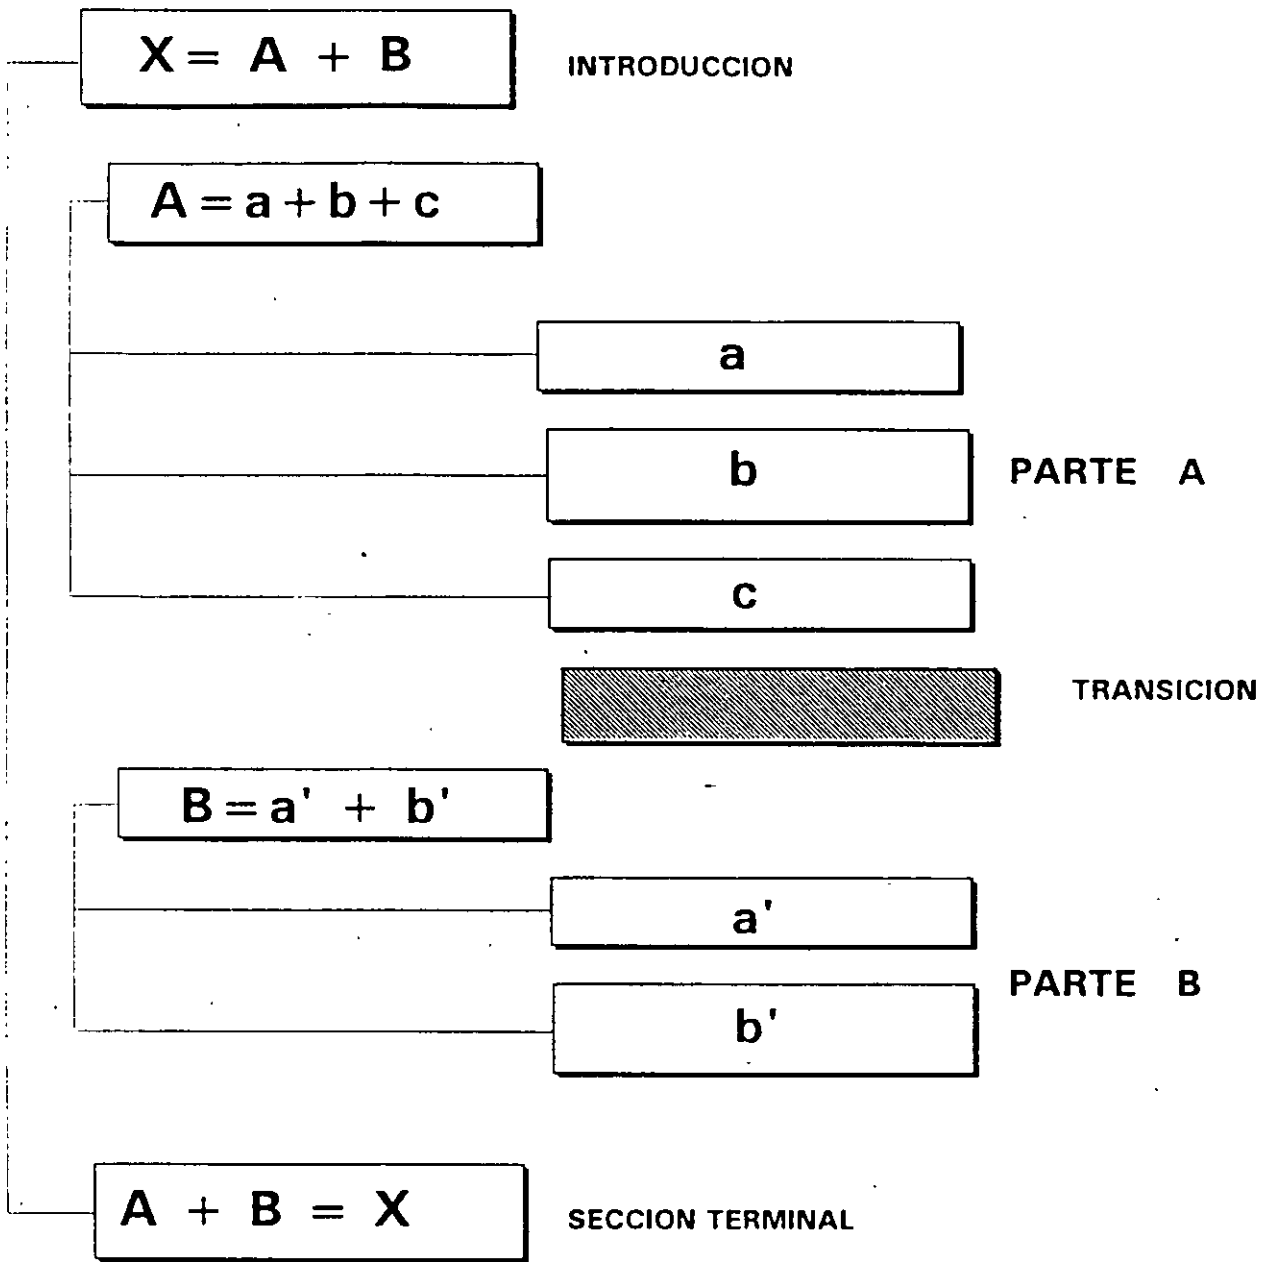 X = A + B
INTRODUCCION
A = a + b + c
a
b
PARTE A
c
TRANSICION
B = a' + b'
a'
PARTE B
b'
A + B = X
SECCION TERMINAL